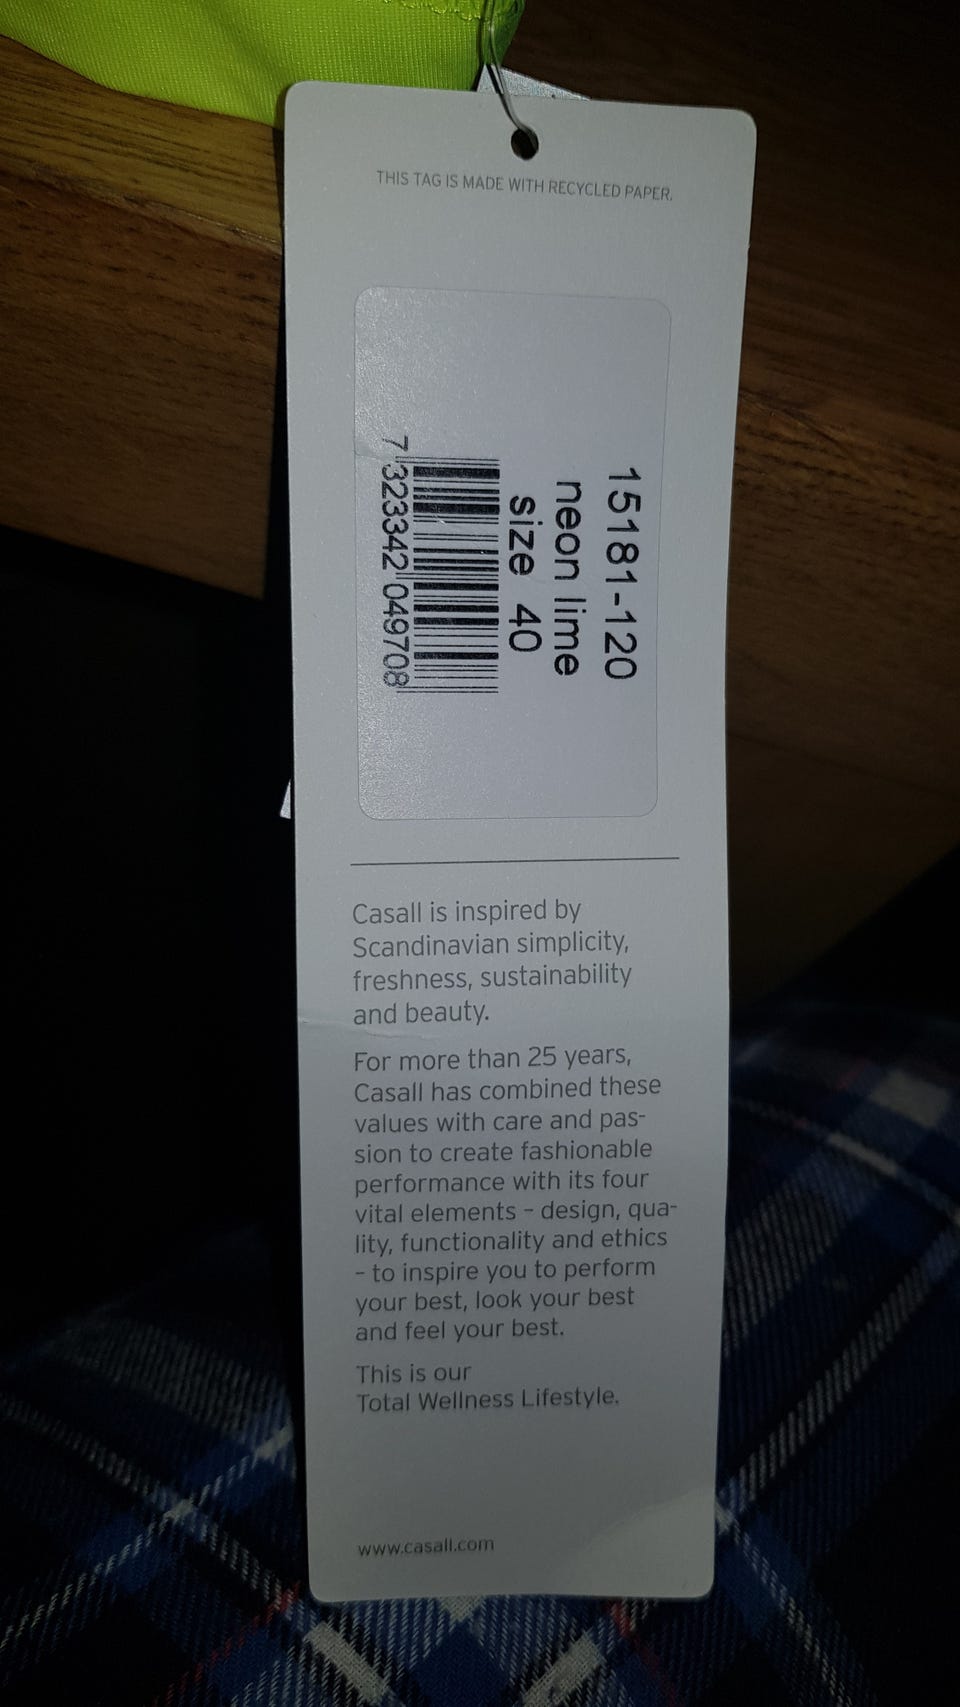 THIS TAG IS MADE WITH RECYCLED PAPER.
15181-120
neon lime
size 40
7 323342 049708
Casall is inspired by
Scandinavian simplicity,
freshness, sustainability
and beauty.
For more than 25 years,
Casall has combined these
values with care and pas-
sion to create fashionable
performance with its four
vital elements – design, qua-
lity, functionality and ethics
– to inspire you to perform
your best, look your best
and feel your best.
This is our
Total Wellness Lifestyle.
www.casall.com